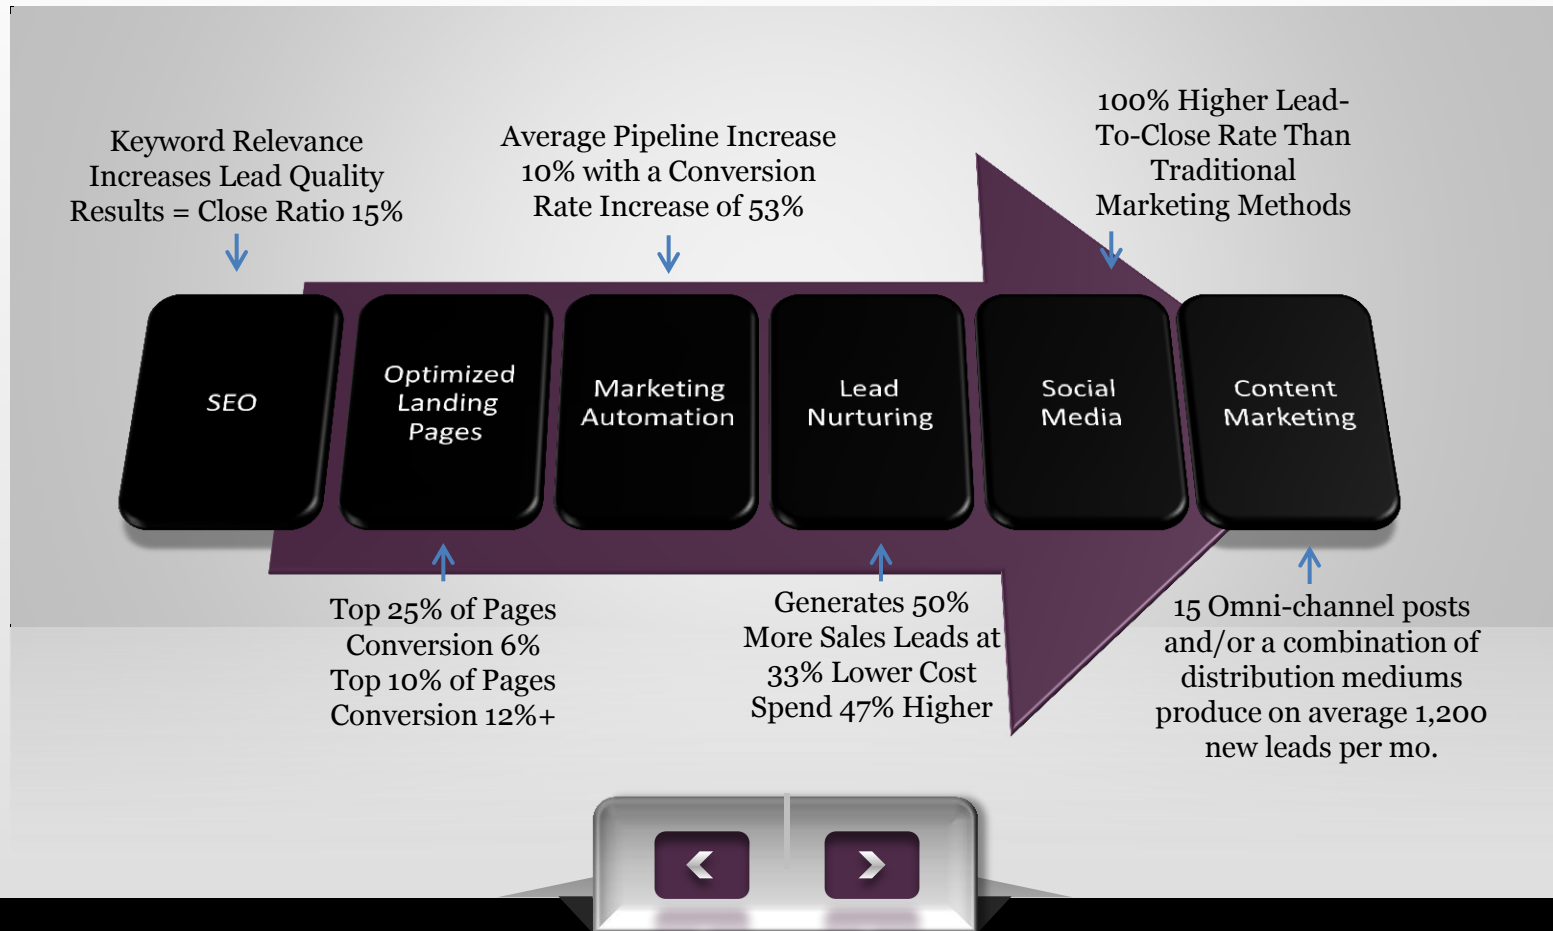 Keyword Relevance
Increases Lead Quality
Results = Close Ratio 15%
Average Pipeline Increase
10% with a Conversion
Rate Increase of 53%
100% Higher Lead-
To-Close Rate Than
Traditional
Marketing Methods
SEO
Optimized
Landing
Pages
Marketing
Automation
Lead
Nurturing
Social
Media
Content
Marketing
Top 25% of Pages
Conversion 6%
Top 10% of Pages
Conversion 12%+
Generates 50%
More Sales Leads at
33% Lower Cost
Spend 47% Higher
15 Omni-channel posts
and/or a combination of
distribution mediums
produce on average 1,200
new leads per mo.